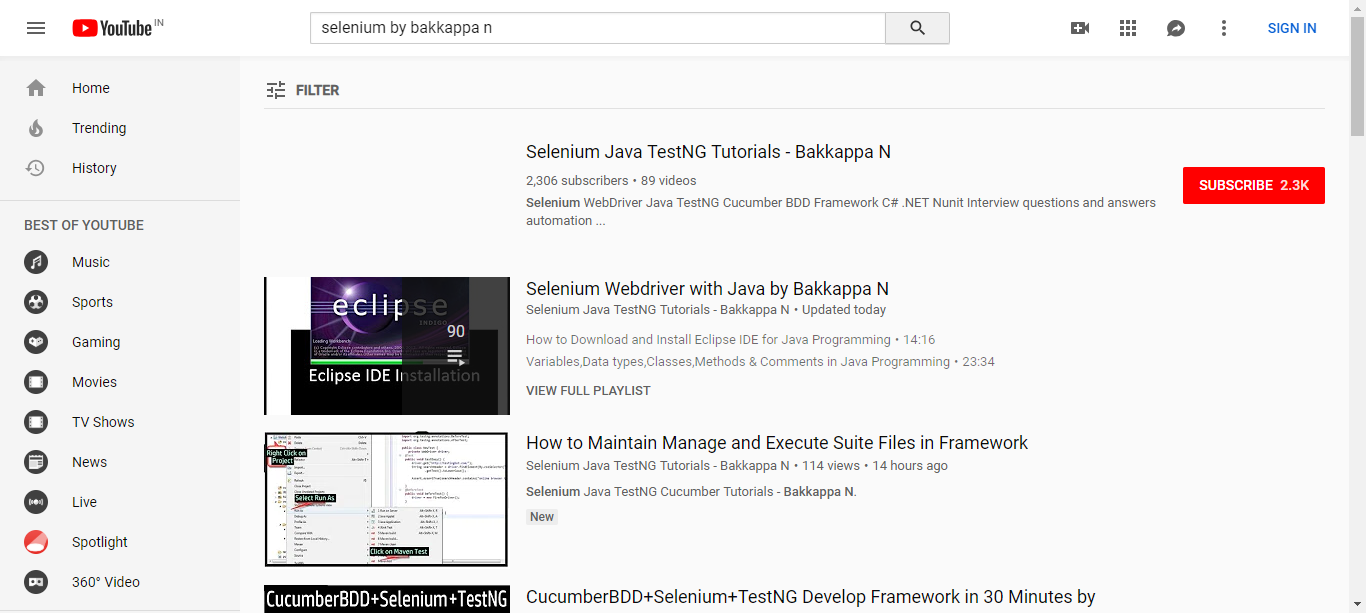 YouTube IN
selenium by bakkappa n
SIGN IN
Home
Trending
History
BEST OF YOUTUBE
Music
Sports
Gaming
Movies
TV Shows
News
Live
Spotlight
360° Video
FILTER
Selenium Java TestNG Tutorials - Bakkappa N
2,306 subscribers • 89 videos
Selenium WebDriver Java TestNG Cucumber BDD Framework C# .NET Nunit Interview questions and answers
automation ...
SUBSCRIBE 2.3K
eclipse
INDIGO
90
Eclipse IDE Installation
Selenium Webdriver with Java by Bakkappa N
Selenium Java TestNG Tutorials - Bakkappa N • Updated today
How to Download and Install Eclipse IDE for Java Programming • 14:16
Variables,Data types,Classes,Methods & Comments in Java Programming • 23:34
VIEW FULL PLAYLIST
Right Click on
Project
Select Run As
Click on Maven Test
How to Maintain Manage and Execute Suite Files in Framework
Selenium Java TestNG Tutorials - Bakkappa N • 114 views • 14 hours ago
Selenium Java TestNG Cucumber Tutorials - Bakkappa N.
New
CucumberBDD+Selenium+TestNG
CucumberBDD+Selenium+TestNG Develop Framework in 30 Minutes by